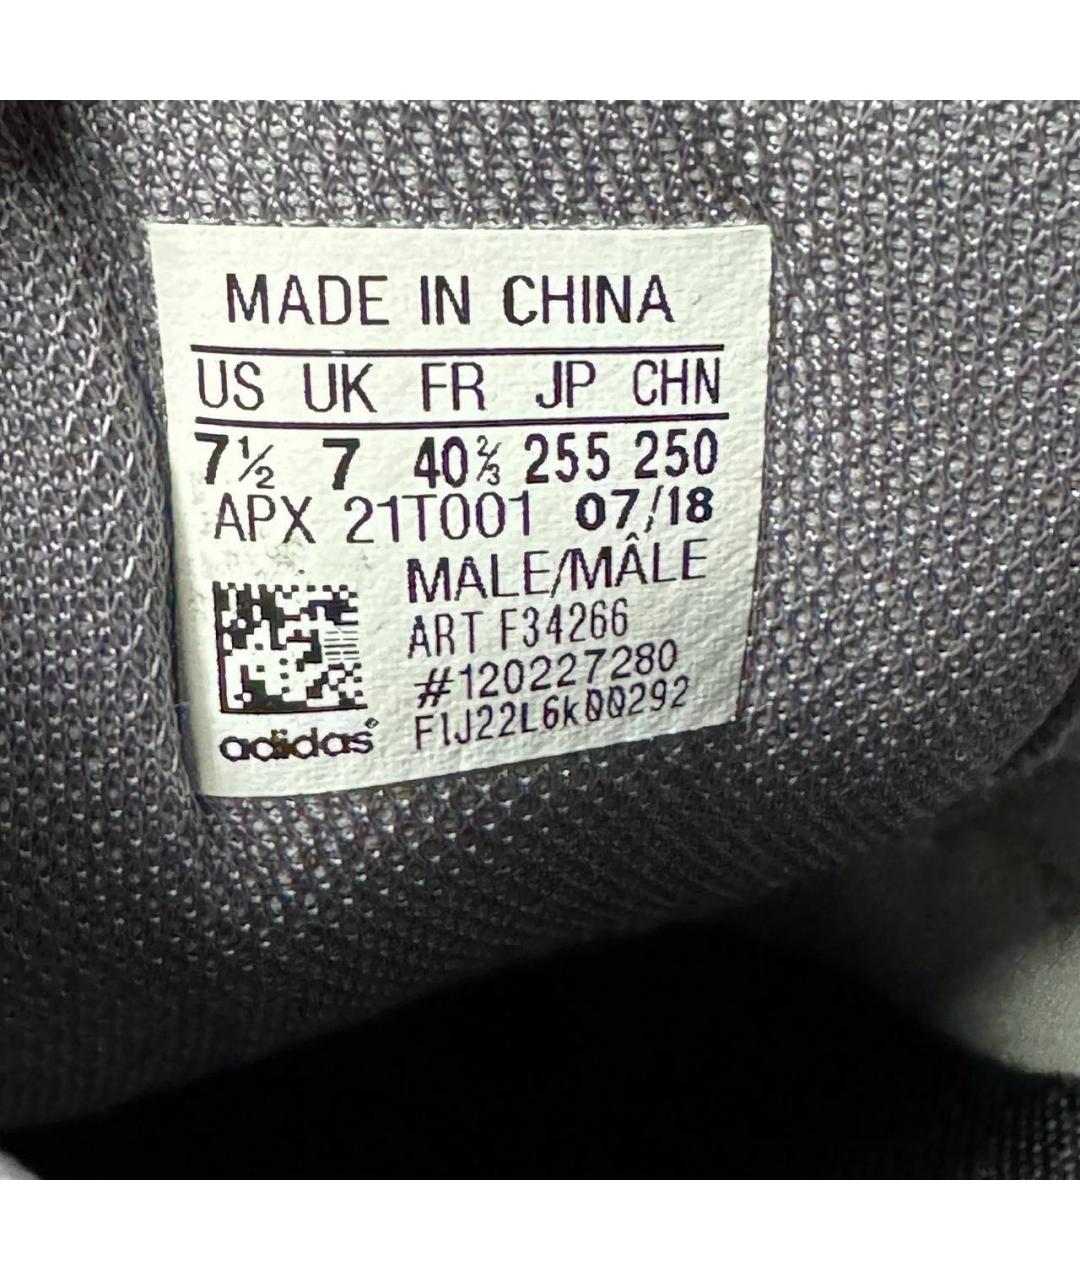 MADE IN CHINA
US UK FR JP CHN
7½ 7 40⅔ 255 250
APX 21T001 07/18
MALE/MÂLE
ART F34266
#120227280
FIJ22L6k00292
adidas®